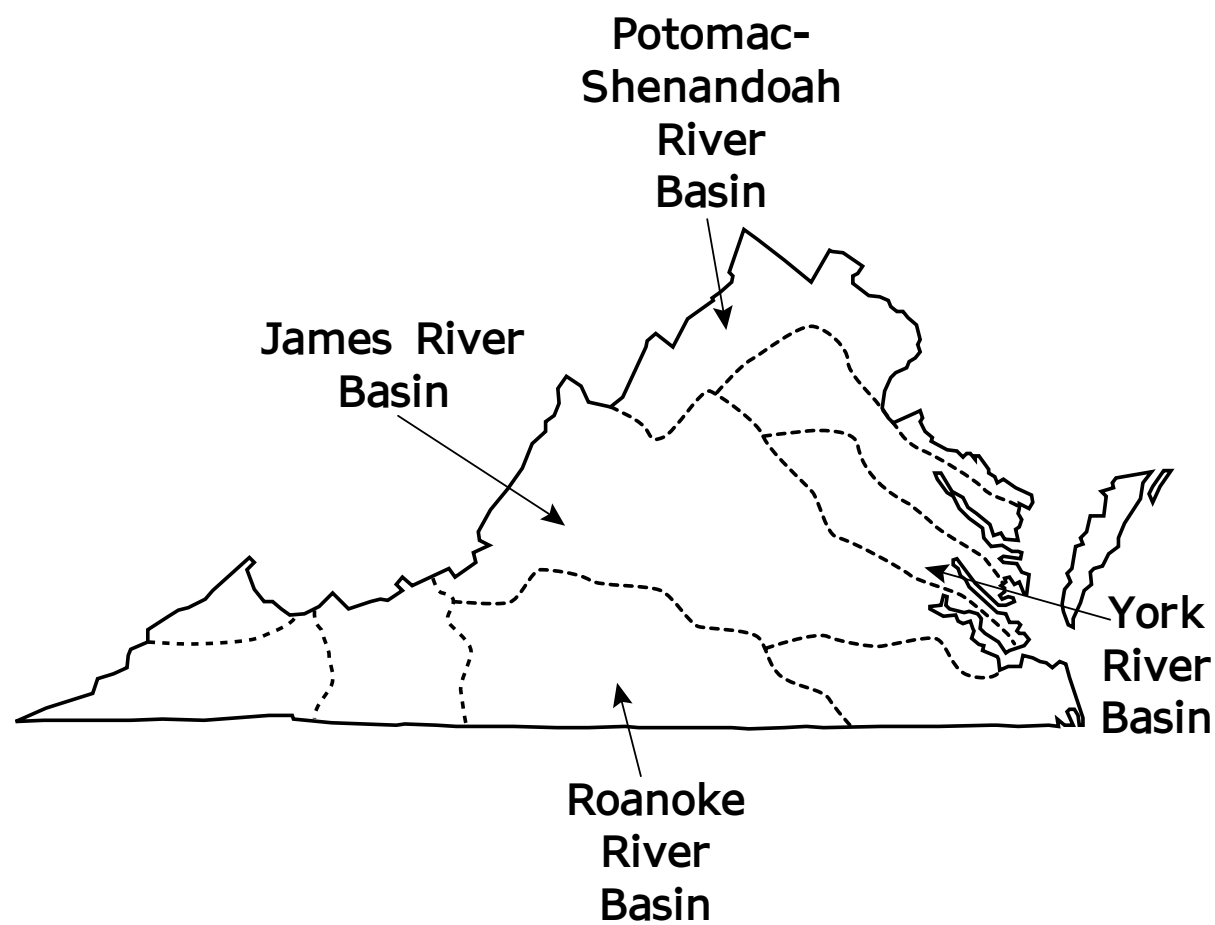 Potomac-
Shenandoah
River
Basin
James River
Basin
York
River
Basin
Roanoke
River
Basin